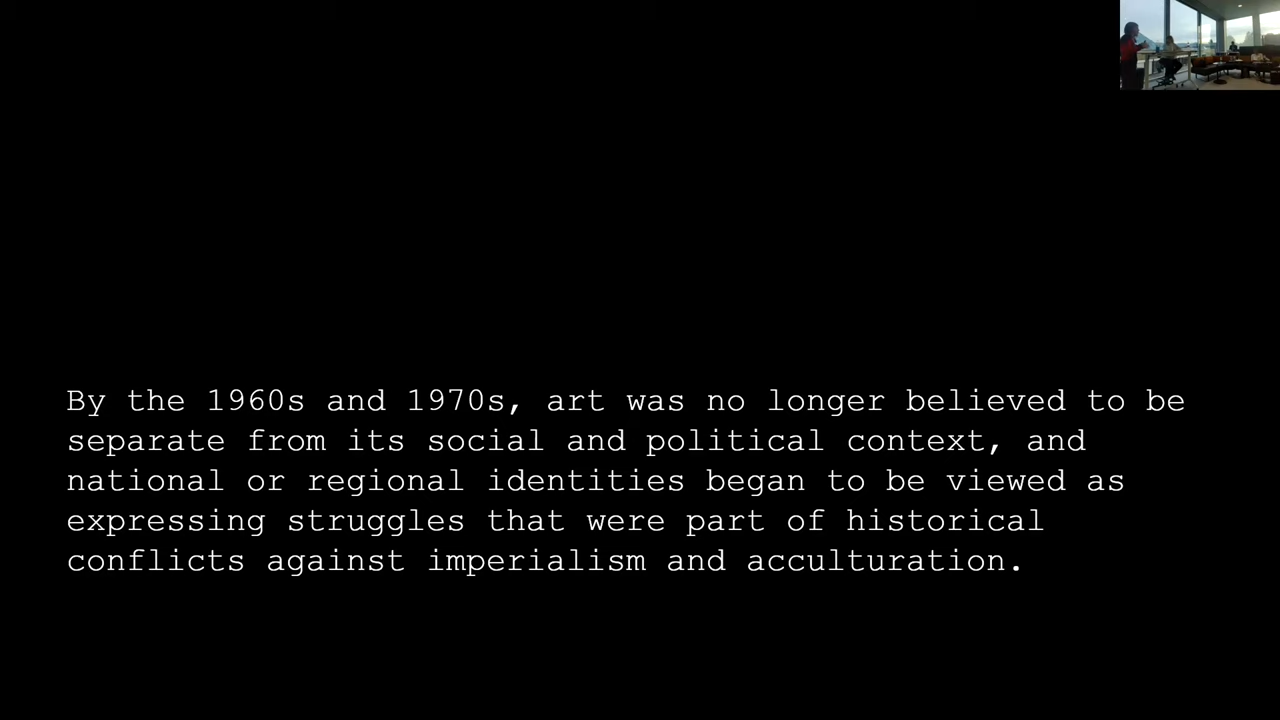 By the 1960s and 1970s, art was no longer believed to be
separate from its social and political context, and
national or regional identities began to be viewed as
expressing struggles that were part of historical
conflicts against imperialism and acculturation.